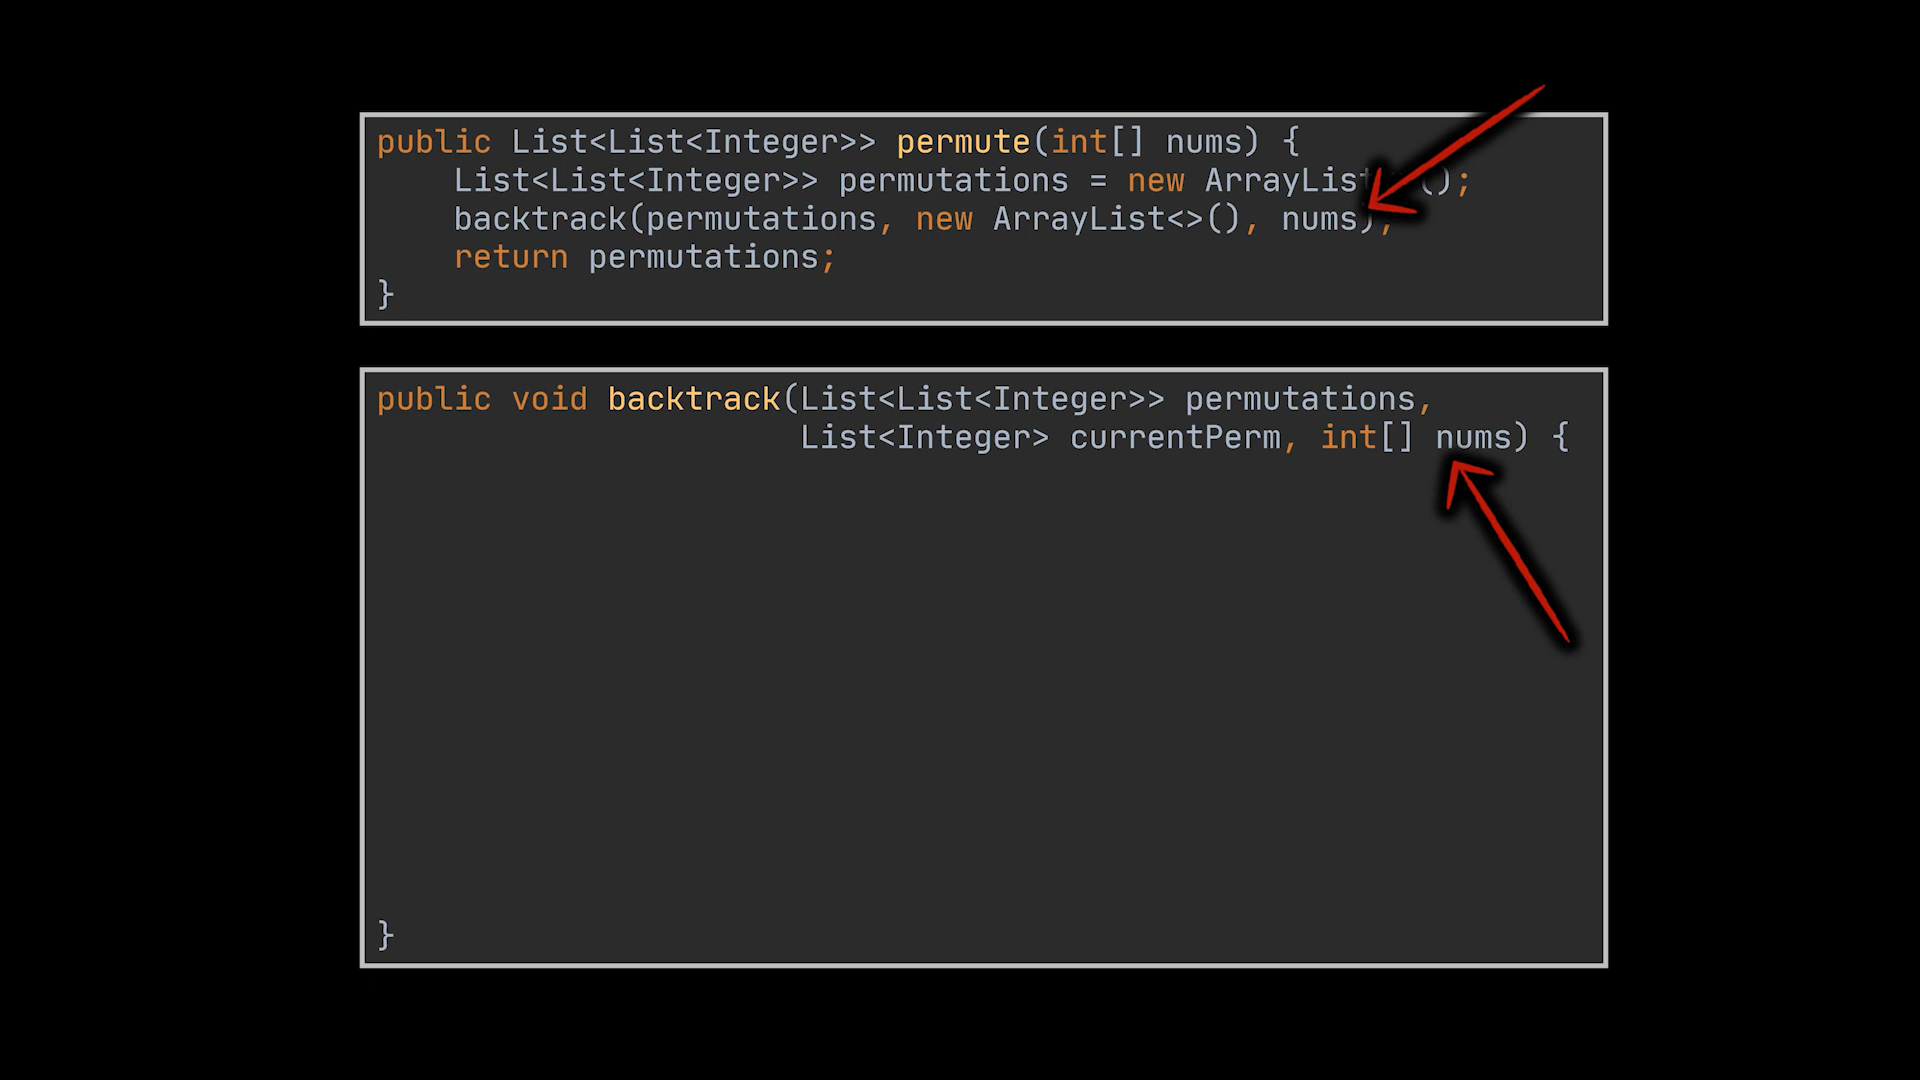 public List<List<Integer>> permute(int[] nums) {
List<List<Integer>> permutations = new ArrayList ();
backtrack(permutations, new ArrayList<>(), nums);
return permutations;
}
public void backtrack(List<List<Integer>> permutations,
List<Integer> currentPerm, int[] nums) {
}